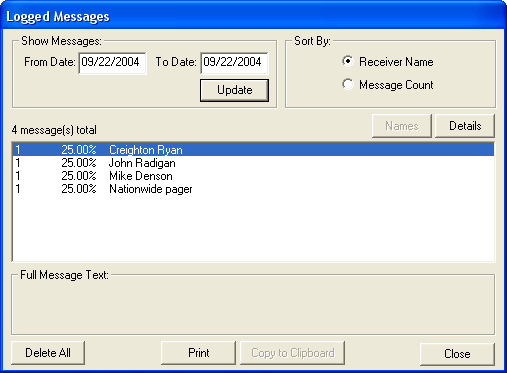 Logged Messages
Show Messages:
From Date: 09/22/2004 To Date: 09/22/2004
Update
Sort By:
Receiver Name
Message Count
4 message(s) total
Names Details
1 25.00% Creighton Ryan
1 25.00% John Radigan
1 25.00% Mike Denson
1 25.00% Nationwide pager
Full Message Text:
Delete All Print Copy to Clipboard Close